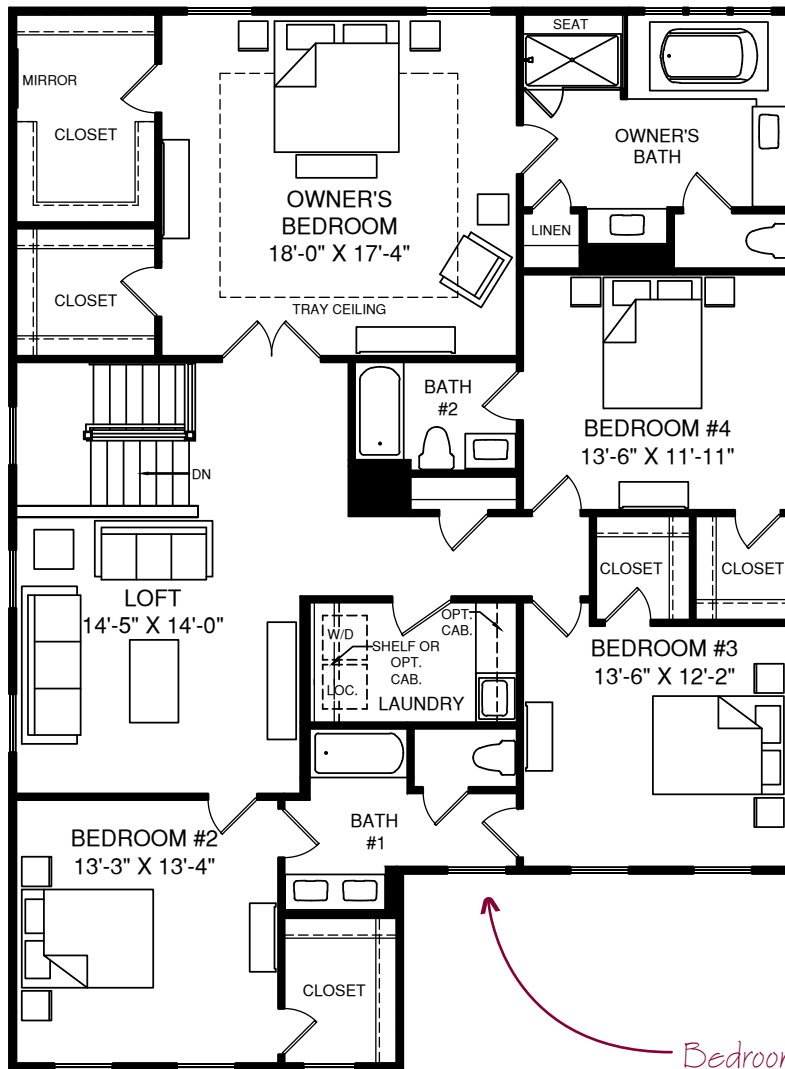 SEAT
MIRROR
CLOSET
OWNER'S
BATH
OWNER'S
BEDROOM
18'-0" X 17'-4"
LINEN
CLOSET
TRAY CEILING
BATH
#2
BEDROOM #4
13'-6" X 11'-11"
DN
CLOSET
CLOSET
LOFT
14'-5" X 14'-0"
W/D
LOC.
SHELF OR
OPT.
CAB.
OPT.
CAB.
LAUNDRY
BEDROOM #3
13'-6" X 12'-2"
BATH
#1
BEDROOM #2
13'-3" X 13'-4"
CLOSET